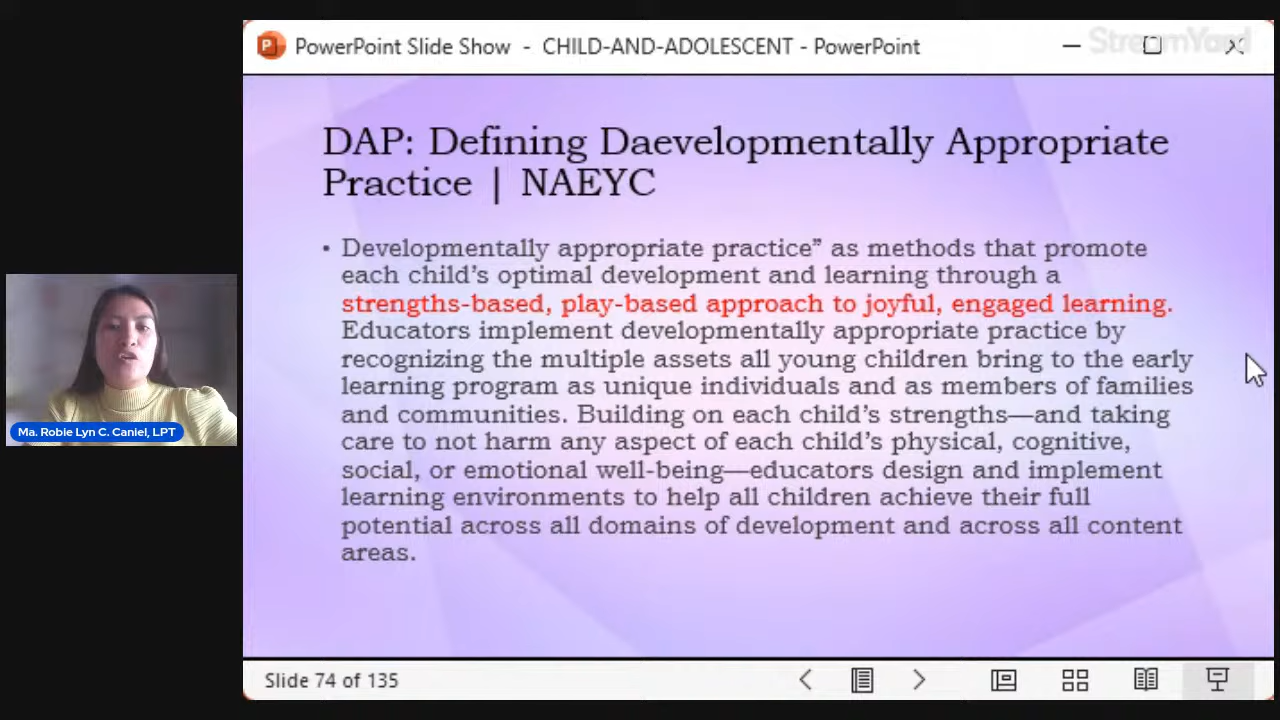 PowerPoint Slide Show - CHILD-AND-ADOLESCENT - PowerPoint
StreamYard
DAP: Defining Daevelopmentally Appropriate
Practice | NAEYC
• Developmentally appropriate practice” as methods that promote
each child’s optimal development and learning through a
strengths-based, play-based approach to joyful, engaged learning.
Educators implement developmentally appropriate practice by
recognizing the multiple assets all young children bring to the early
learning program as unique individuals and as members of families
and communities. Building on each child’s strengths—and taking
care to not harm any aspect of each child’s physical, cognitive,
social, or emotional well-being—educators design and implement
learning environments to help all children achieve their full
potential across all domains of development and across all content
areas.
Ma. Robie Lyn C. Caniel, LPT
Slide 74 of 135